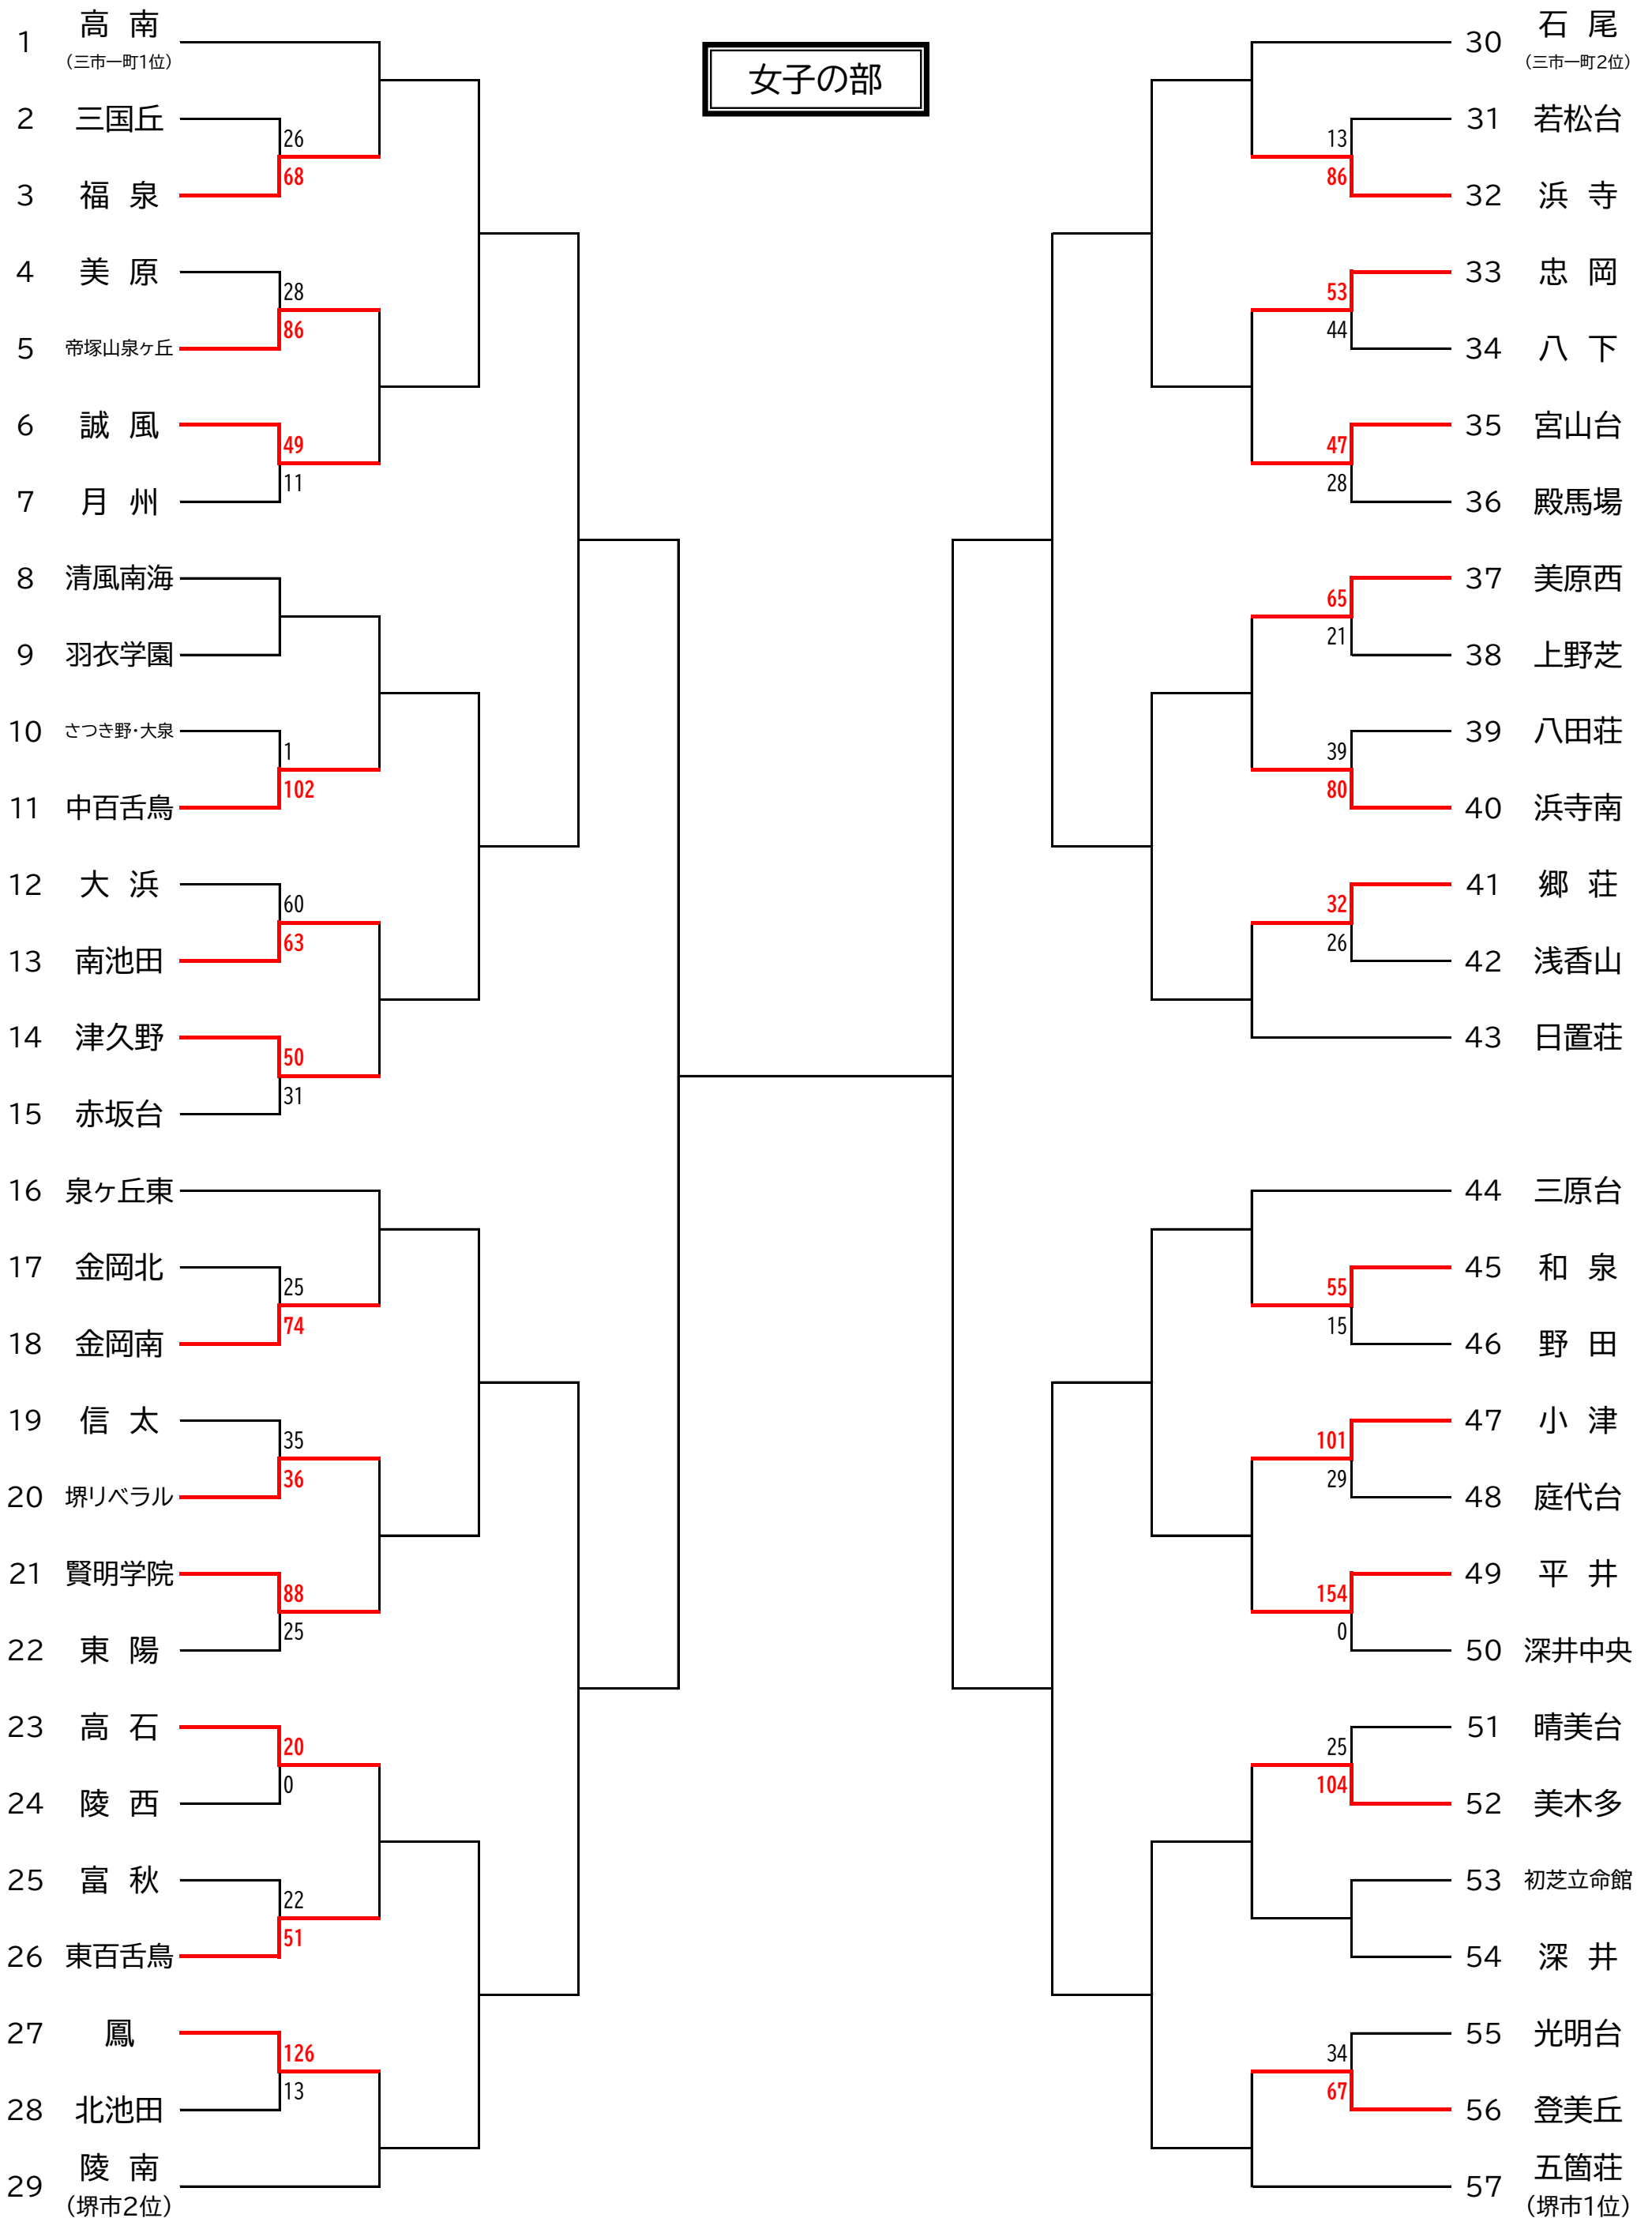 女子の部
1 高 南
(三市一町1位)
2 三国丘
26
68
3 福 泉
4 美 原
28
86
5 帝塚山泉ヶ丘
6 誠 風
49
11
7 月 州
8 清風南海
9 羽衣学園
10 さつき野・大泉
1
102
11 中百舌鳥
12 大 浜
60
63
13 南池田
14 津久野
50
31
15 赤坂台
16 泉ヶ丘東
17 金岡北
25
74
18 金岡南
19 信 太
35
36
20 堺リベラル
21 賢明学院
88
25
22 東 陽
23 高 石
20
0
24 陵 西
25 富 秋
22
51
26 東百舌鳥
27 鳳
126
13
28 北池田
29 陵 南
(堺市2位)
30 石 尾
(三市一町2位)
31 若松台
13
86
32 浜 寺
33 忠 岡
53
44
34 八 下
35 宮山台
47
28
36 殿馬場
37 美原西
65
21
38 上野芝
39 八田荘
39
80
40 浜寺南
41 郷 荘
32
26
42 浅香山
43 日置荘
44 三原台
45 和 泉
55
15
46 野 田
47 小 津
101
29
48 庭代台
49 平 井
154
0
50 深井中央
51 晴美台
25
104
52 美木多
53 初芝立命館
54 深 井
55 光明台
34
67
56 登美丘
57 五箇荘
(堺市1位)